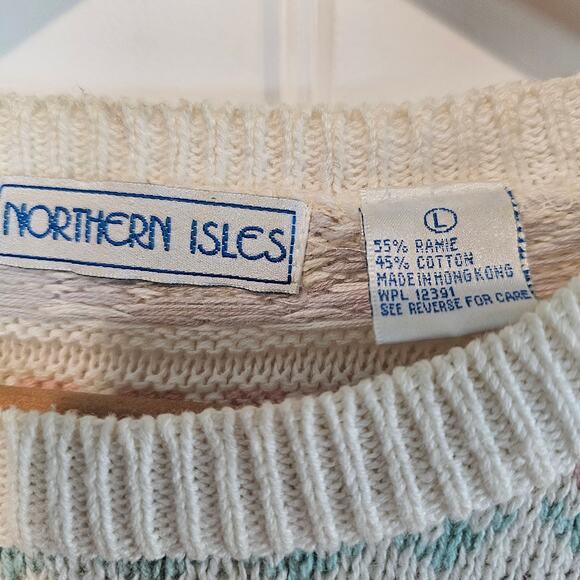 NORTHERN ISLES
L
55% RAMIE
45% COTTON
MADE IN HONG KONG
WPL 12391
SEE REVERSE FOR CARE